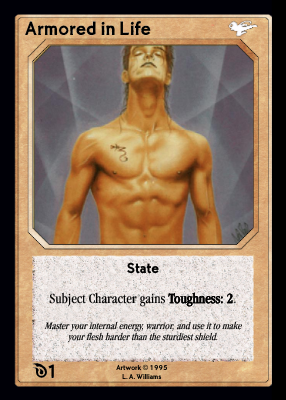 Armored in Life
State
Subject Character gains Toughness: 2.
Master your internal energy, warrior, and use it to
make your flesh harder than the sturdiest shield.
1
Artwork © 1995
L. A. Williams